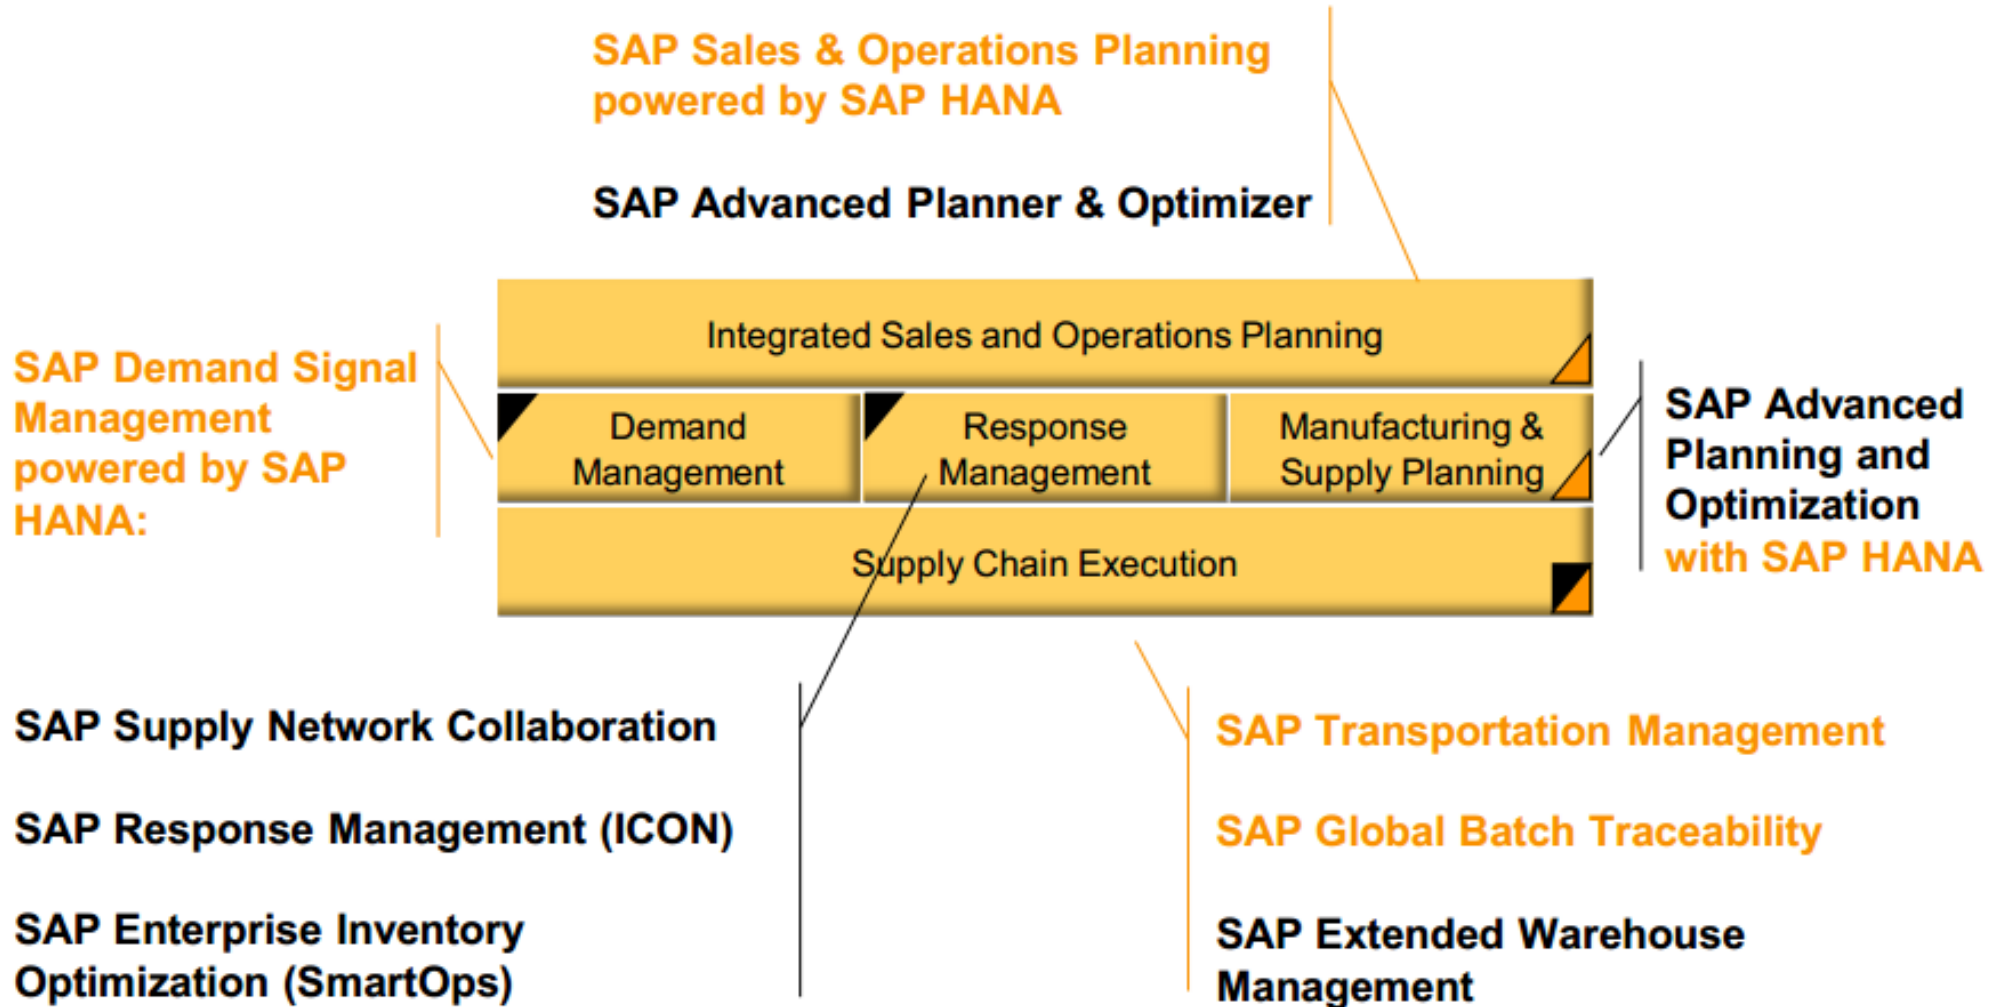 SAP Sales & Operations Planning
powered by SAP HANA
SAP Advanced Planner & Optimizer
Integrated Sales and Operations Planning
SAP Demand Signal
Management
powered by SAP
HANA:
Demand
Management
Response
Management
Manufacturing &
Supply Planning
SAP Advanced
Planning and
Optimization
with SAP HANA
Supply Chain Execution
SAP Supply Network Collaboration
SAP Response Management (ICON)
SAP Enterprise Inventory
Optimization (SmartOps)
SAP Transportation Management
SAP Global Batch Traceability
SAP Extended Warehouse
Management